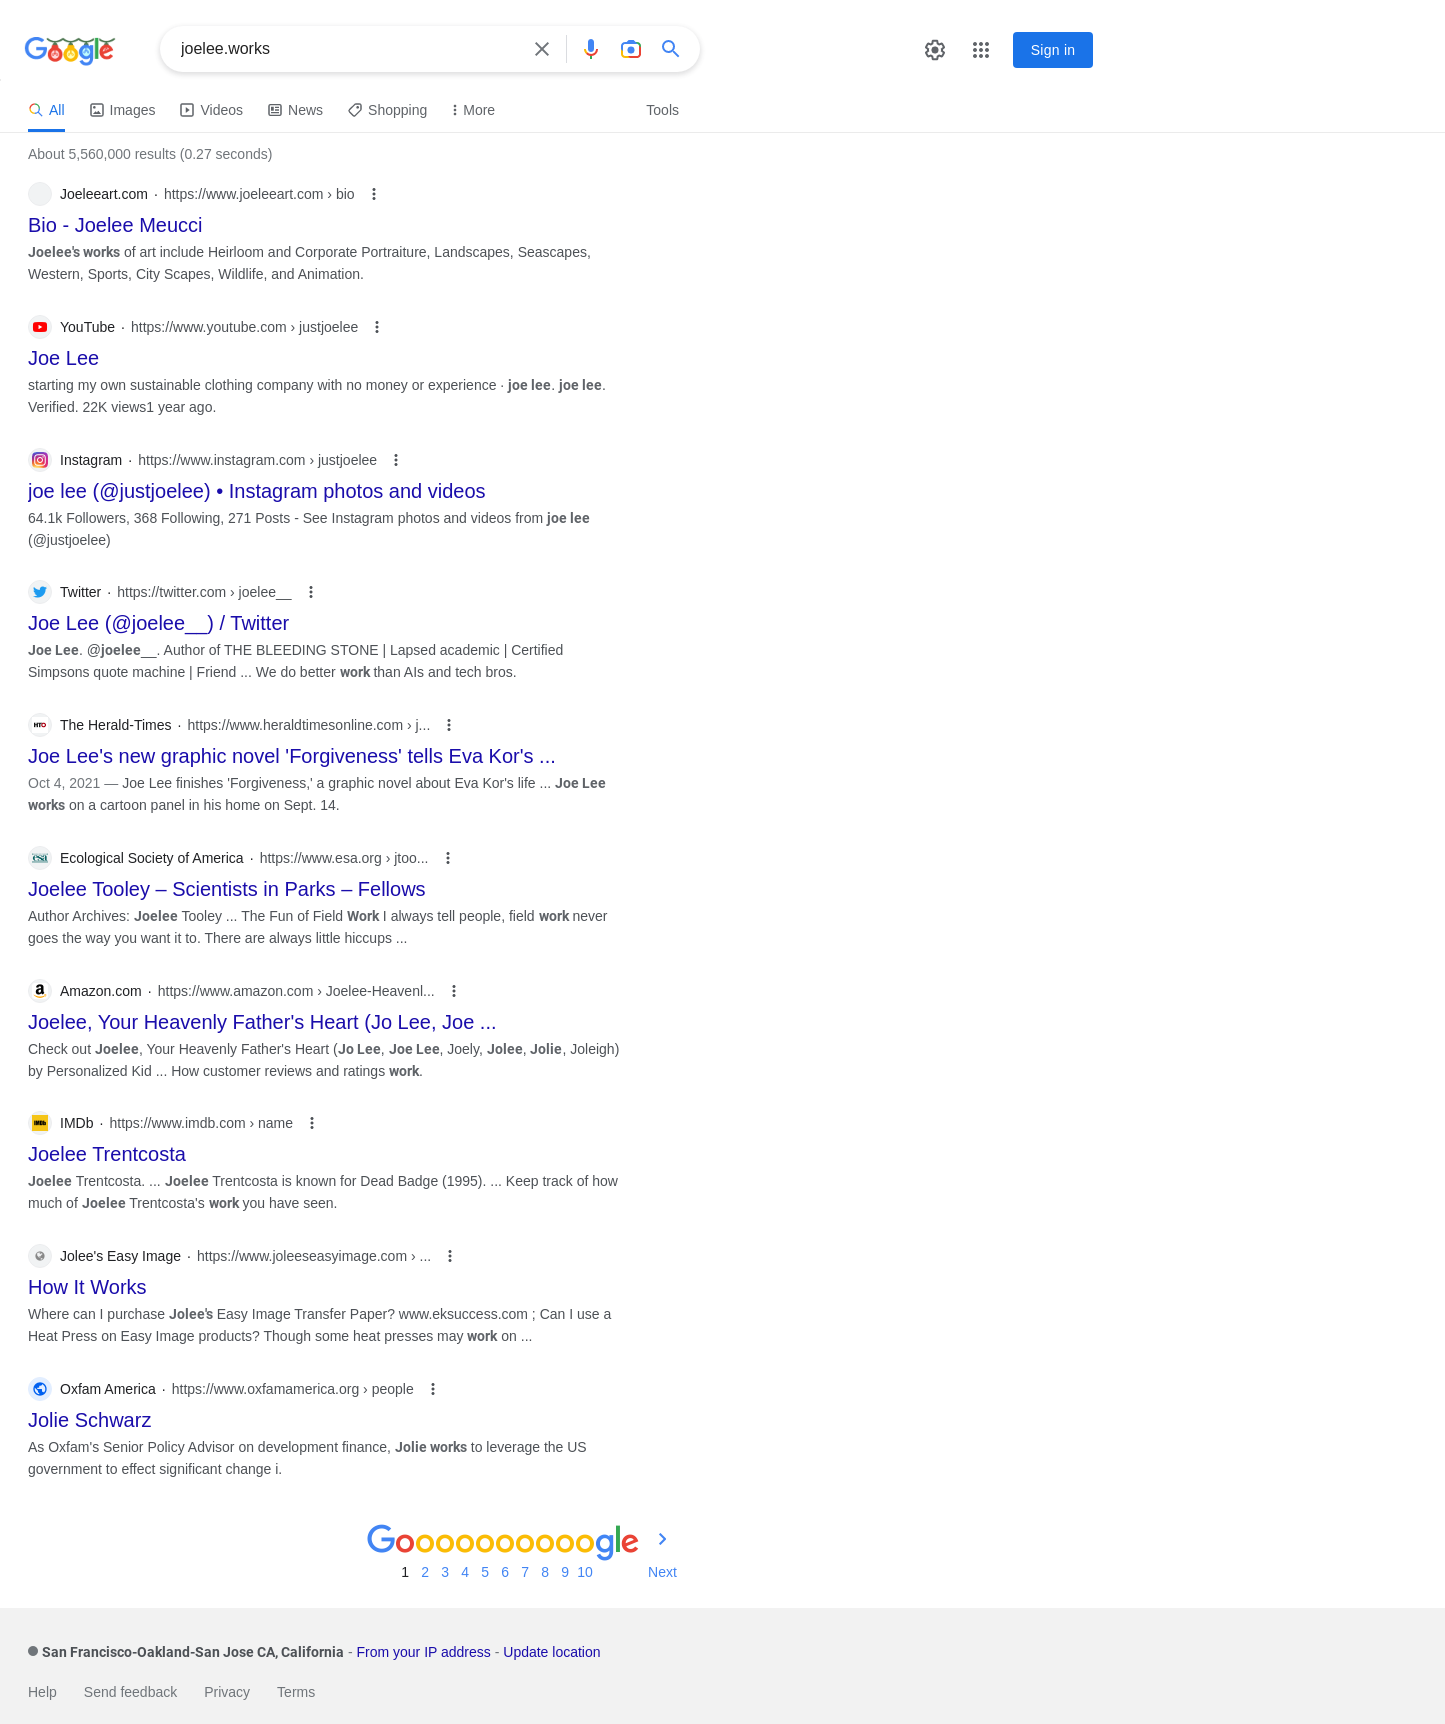 Google
joelee.works
Sign in
All Images Videos News Shopping More Tools
About 5,560,000 results (0.27 seconds)
Joeleeart.com · https://www.joeleeart.com › bio
Bio - Joelee Meucci
Joelee's works of art include Heirloom and Corporate Portraiture, Landscapes, Seascapes,
Western, Sports, City Scapes, Wildlife, and Animation.
YouTube · https://www.youtube.com › justjoelee
Joe Lee
starting my own sustainable clothing company with no money or experience · joe lee. joe lee.
Verified. 22K views1 year ago.
Instagram · https://www.instagram.com › justjoelee
joe lee (@justjoelee) • Instagram photos and videos
64.1k Followers, 368 Following, 271 Posts - See Instagram photos and videos from joe lee
(@justjoelee)
Twitter · https://twitter.com › joelee__
Joe Lee (@joelee__) / Twitter
Joe Lee. @joelee__. Author of THE BLEEDING STONE | Lapsed academic | Certified
Simpsons quote machine | Friend ... We do better work than AIs and tech bros.
HTO The Herald-Times · https://www.heraldtimesonline.com › j...
Joe Lee's new graphic novel 'Forgiveness' tells Eva Kor's ...
Oct 4, 2021 — Joe Lee finishes 'Forgiveness,' a graphic novel about Eva Kor's life ... Joe Lee
works on a cartoon panel in his home on Sept. 14.
esa Ecological Society of America · https://www.esa.org › jtoo...
Joelee Tooley – Scientists in Parks – Fellows
Author Archives: Joelee Tooley ... The Fun of Field Work I always tell people, field work never
goes the way you want it to. There are always little hiccups ...
a Amazon.com · https://www.amazon.com › Joelee-Heavenl...
Joelee, Your Heavenly Father's Heart (Jo Lee, Joe ...
Check out Joelee, Your Heavenly Father's Heart (Jo Lee, Joe Lee, Joely, Jolee, Jolie, Joleigh)
by Personalized Kid ... How customer reviews and ratings work.
IMDb IMDb · https://www.imdb.com › name
Joelee Trentcosta
Joelee Trentcosta. ... Joelee Trentcosta is known for Dead Badge (1995). ... Keep track of how
much of Joelee Trentcosta's work you have seen.
Jolee's Easy Image · https://www.joleeseasyimage.com › ...
How It Works
Where can I purchase Jolee's Easy Image Transfer Paper? www.eksuccess.com ; Can I use a
Heat Press on Easy Image products? Though some heat presses may work on ...
Oxfam America · https://www.oxfamamerica.org › people
Jolie Schwarz
As Oxfam's Senior Policy Advisor on development finance, Jolie works to leverage the US
government to effect significant change i.
Goooooooooogle
1 2 3 4 5 6 7 8 9 10 Next
San Francisco-Oakland-San Jose CA, California - From your IP address - Update location
Help Send feedback Privacy Terms